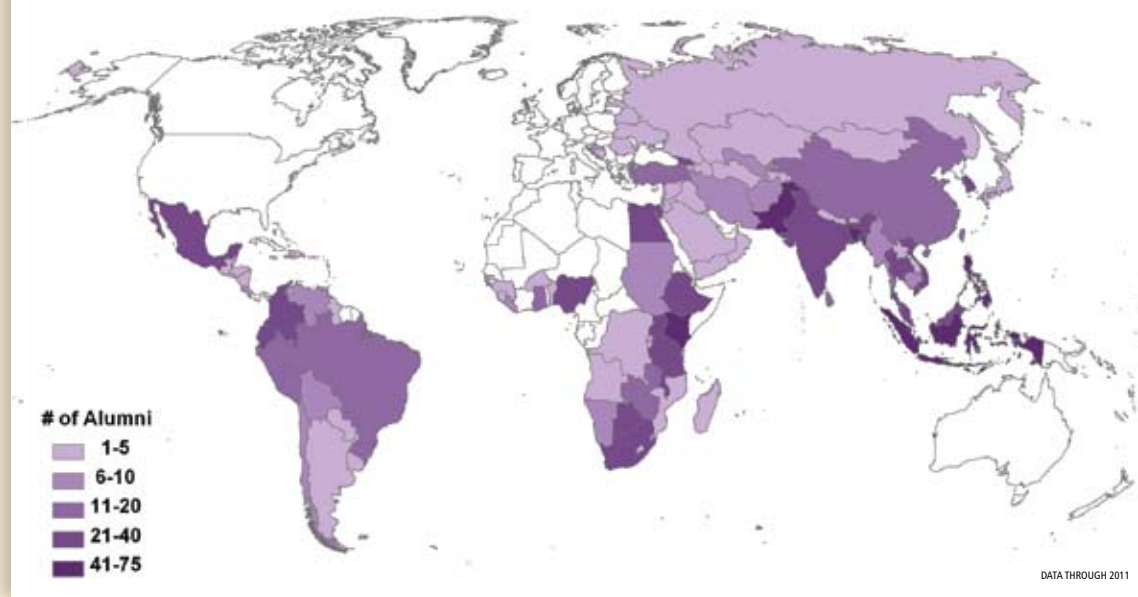 # of Alumni
1-5
6-10
11-20
21-40
41-75
DATA THROUGH 2011